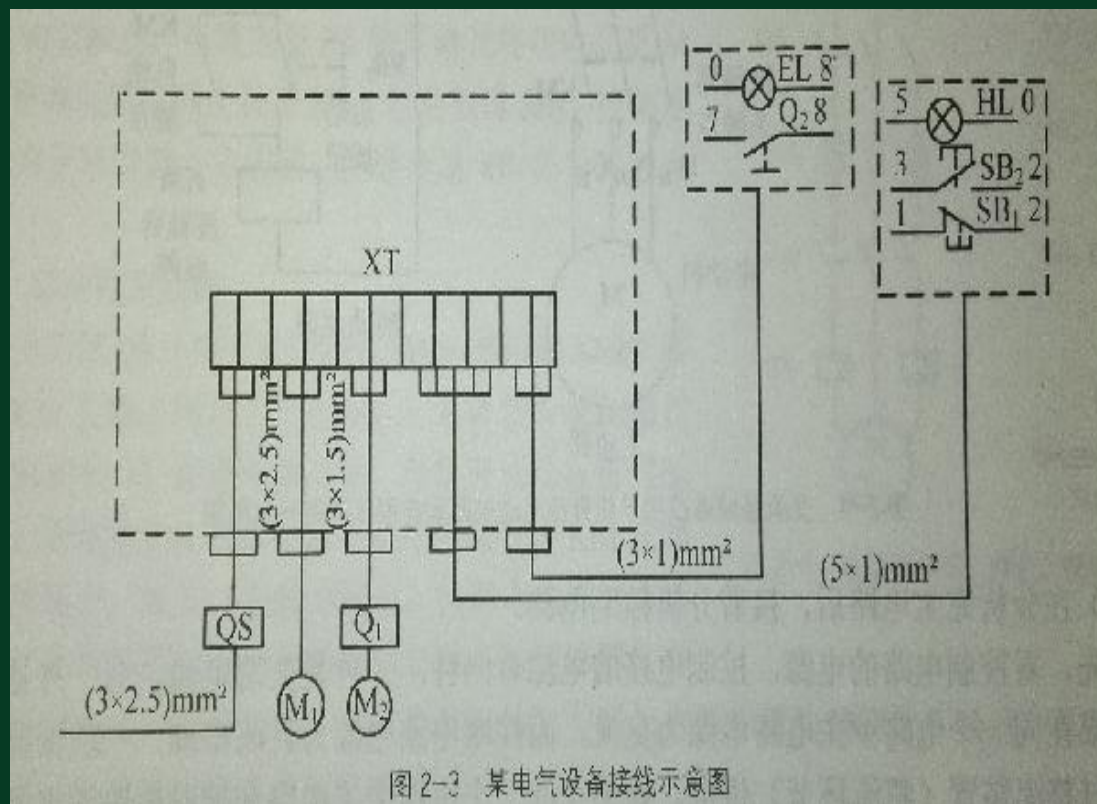 0 EL 8
7 Q₂ 8
5 HL 0
3 SB₂ 2
1 SB₁ 2
XT
(3×2.5)mm²
(3×1.5)mm²
(3×1)mm²
(5×1)mm²
QS
Q₁
(3×2.5)mm²
M₁
M₂
图 2-3 某电气设备接线示意图